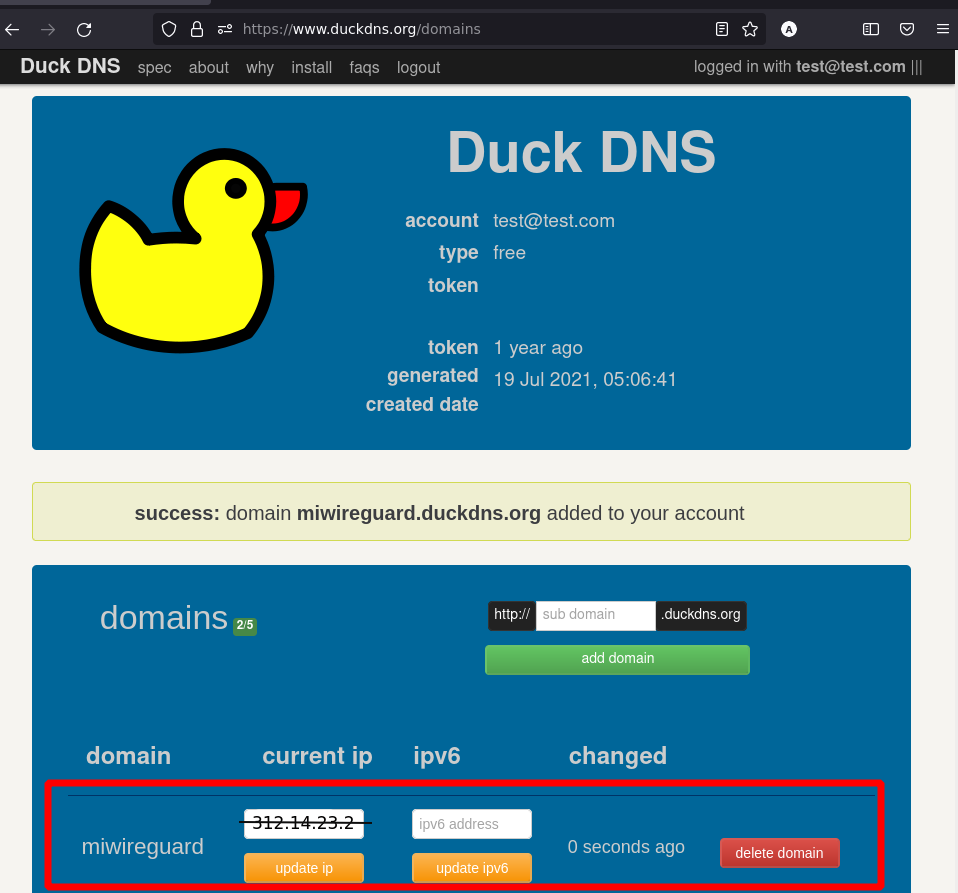 https://www.duckdns.org/domains
A
Duck DNS spec about why install faqs logout logged in with test@test.com |||
Duck DNS
account test@test.com
type free
token
token 1 year ago
generated 19 Jul 2021, 05:06:41
created date
success: domain miwireguard.duckdns.org added to your account
domains 2/5 http:// sub domain .duckdns.org
add domain
domain current ip ipv6 changed
312.14.23.2 ipv6 address
miwireguard 0 seconds ago delete domain
update ip update ipv6